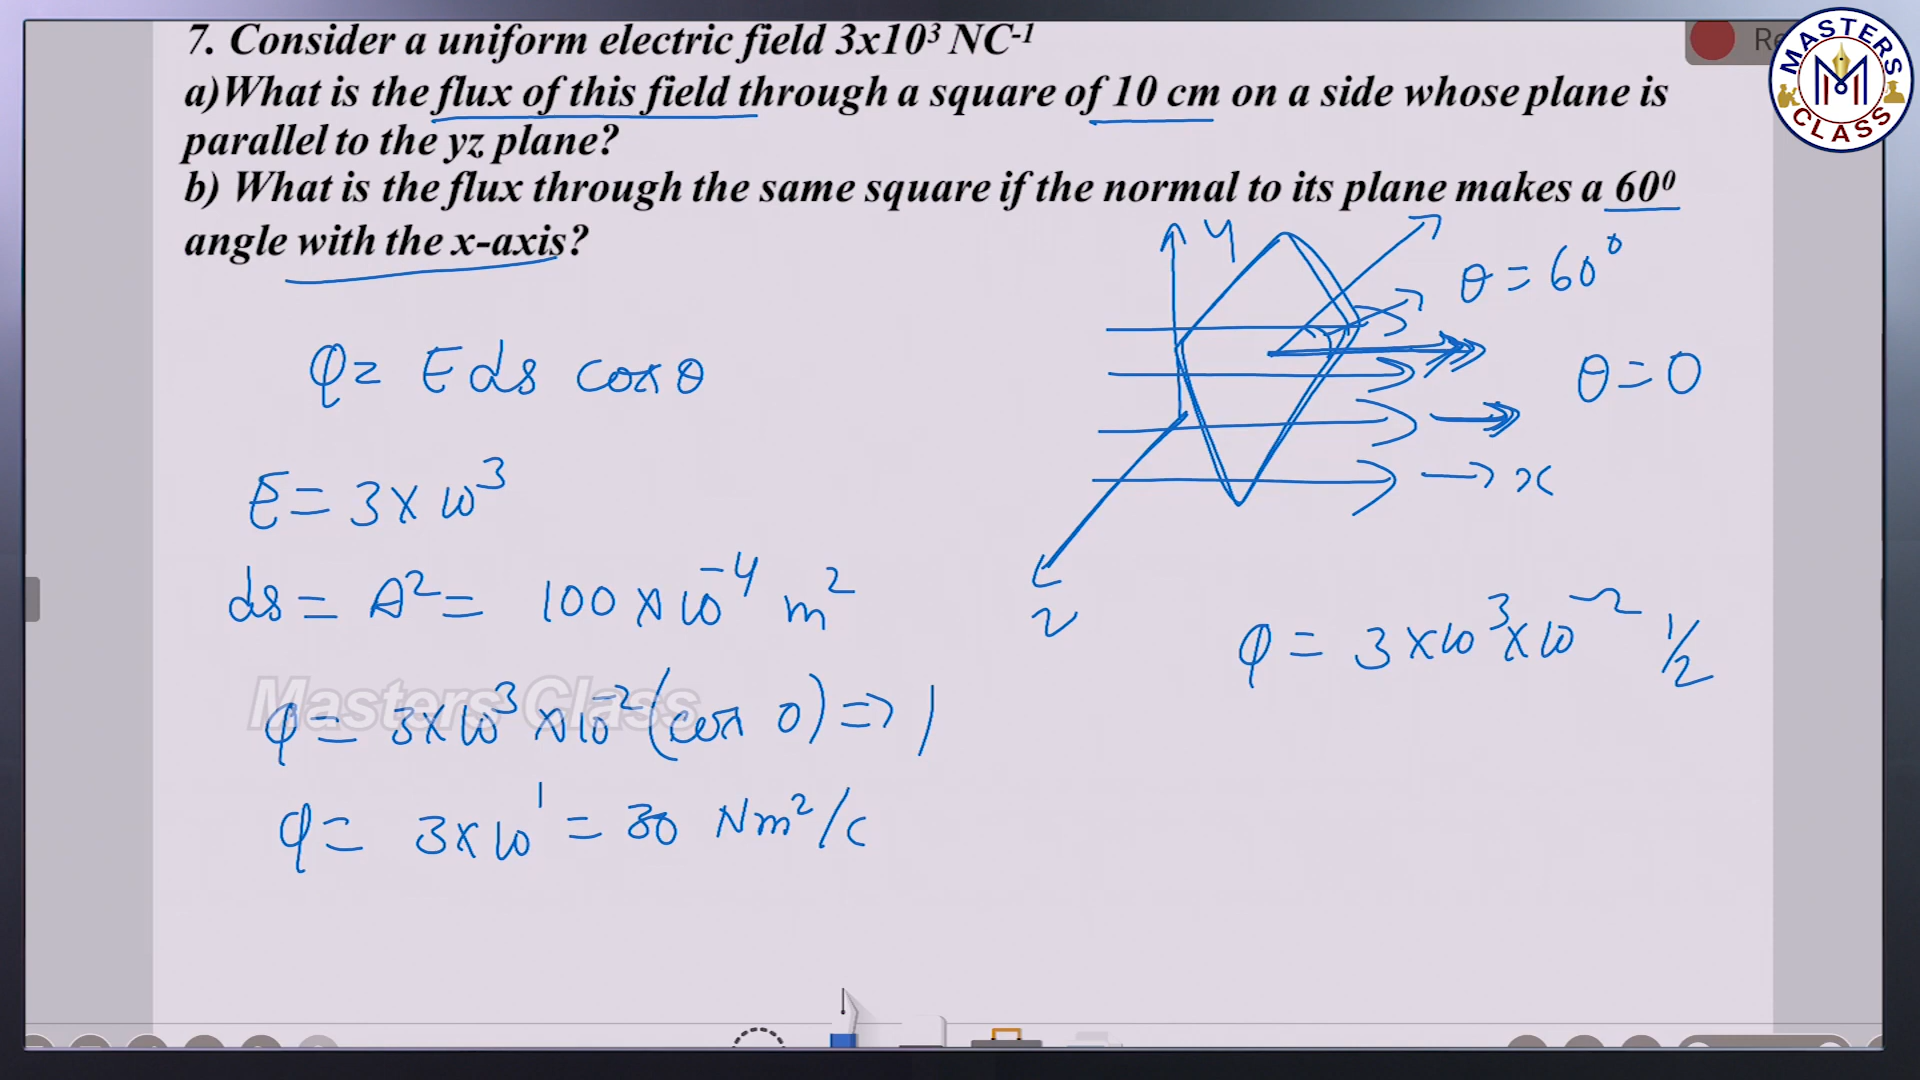 7. Consider a uniform electric field 3x10³ NC⁻¹
a)What is the flux of this field through a square of 10 cm on a side whose plane is
parallel to the yz plane?
b) What is the flux through the same square if the normal to its plane makes a 60⁰
angle with the x-axis?
MASTERS
M
CLASS
y
θ = 60°
θ = 0
→ x
z
φ = E ds cos θ
E = 3 × 10³
ds = A² = 100 × 10⁻⁴ m²
Masters Class
φ = 3×10³ × 10⁻² (cos 0) ⇒ 1
φ = 3×10¹ = 30 Nm²/c
φ = 3 ×10³×10⁻² 1/2